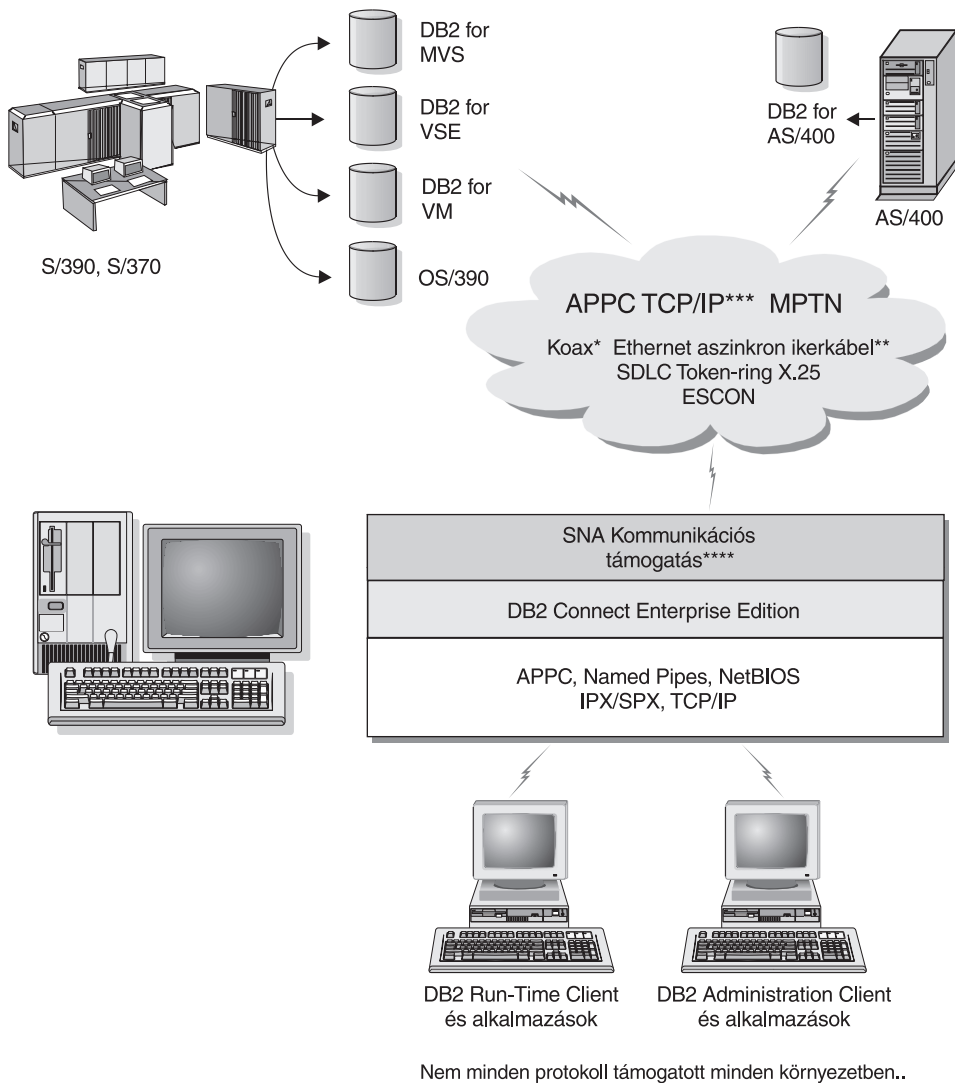 DB2 for
MVS
DB2 for
VSE
DB2 for
VM
OS/390
S/390, S/370
DB2 for
AS/400
AS/400
APPC TCP/IP*** MPTN
Koax* Ethernet aszinkron ikerkábel**
SDLC Token-ring X.25
ESCON
SNA Kommunikációs
támogatás****
DB2 Connect Enterprise Edition
APPC, Named Pipes, NetBIOS
IPX/SPX, TCP/IP
DB2 Run-Time Client
és alkalmazások
DB2 Administration Client
és alkalmazások
Nem minden protokoll támogatott minden környezetben..